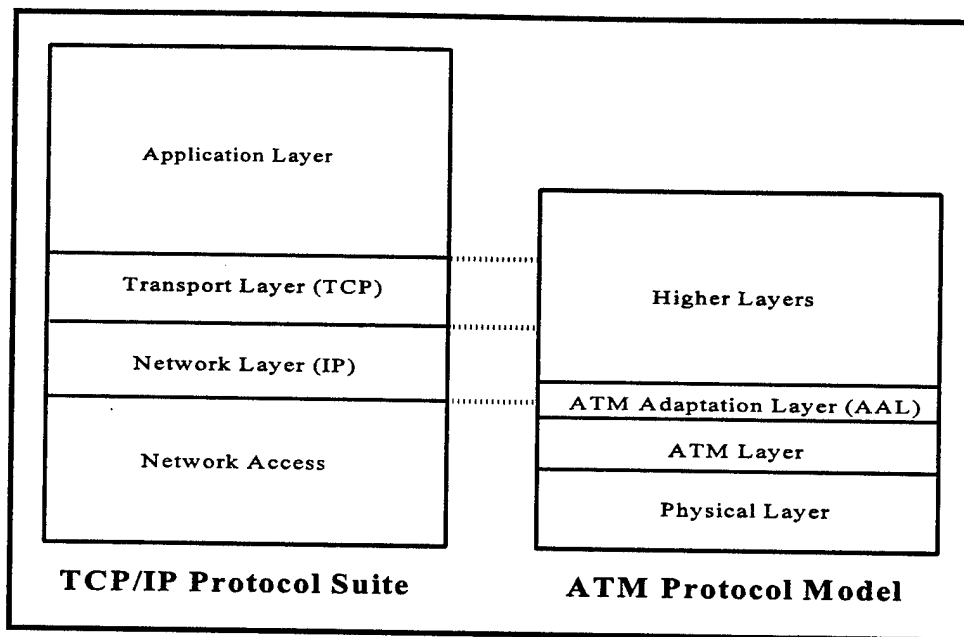 Application Layer
Transport Layer (TCP)
Network Layer (IP)
Network Access
TCP/IP Protocol Suite
Higher Layers
ATM Adaptation Layer (AAL)
ATM Layer
Physical Layer
ATM Protocol Model